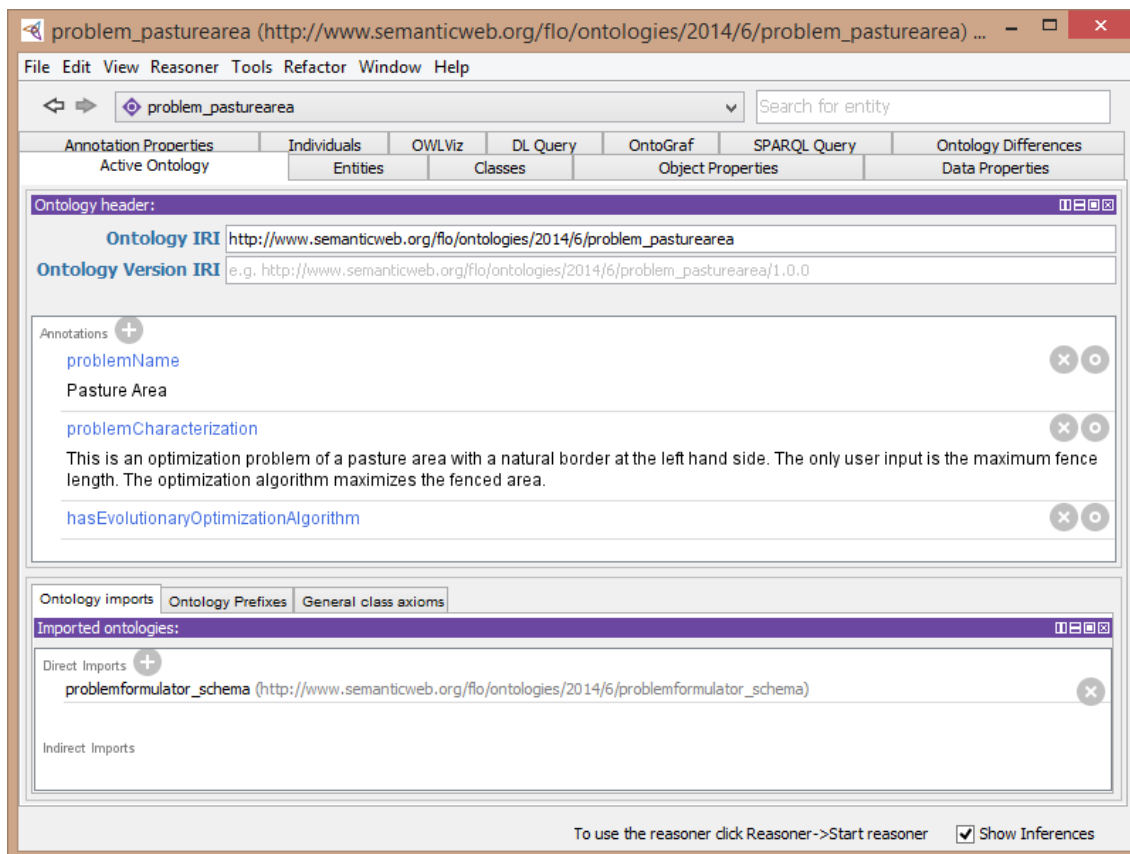 problem_pasturearea (http://www.semanticweb.org/flo/ontologies/2014/6/problem_pasturearea) ...
File Edit View Reasoner Tools Refactor Window Help
problem_pasturearea
Search for entity
Annotation Properties Individuals OWLViz DL Query OntoGraf SPARQL Query Ontology Differences
Active Ontology Entities Classes Object Properties Data Properties
Ontology header:
Ontology IRI http://www.semanticweb.org/flo/ontologies/2014/6/problem_pasturearea
Ontology Version IRI e.g. http://www.semanticweb.org/flo/ontologies/2014/6/problem_pasturearea/1.0.0
Annotations
problemName
Pasture Area
problemCharacterization
This is an optimization problem of a pasture area with a natural border at the left hand side. The only user input is the maximum fence
length. The optimization algorithm maximizes the fenced area.
hasEvolutionaryOptimizationAlgorithm
Ontology imports Ontology Prefixes General class axioms
Imported ontologies:
Direct Imports
problemformulator_schema (http://www.semanticweb.org/flo/ontologies/2014/6/problemformulator_schema)
Indirect Imports
To use the reasoner click Reasoner->Start reasoner Show Inferences